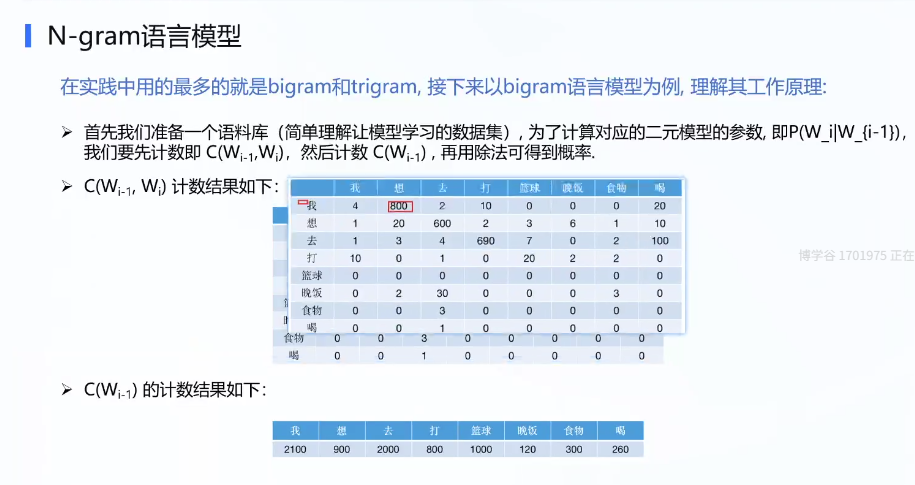 N-gram语言模型
在实践中用的最多的就是bigram和trigram, 接下来以bigram语言模型为例, 理解其工作原理:
➢ 首先我们准备一个语料库（简单理解让模型学习的数据集）, 为了计算对应的二元模型的参数, 即P(W_i|W_{i-1}),
我们要先计数即 C(Wi-1,Wi)，然后计数 C(Wi-1) , 再用除法可得到概率.
➢ C(Wi-1, Wi) 计数结果如下：
我 想 去 打 篮球 晚饭 食物 喝
我 4 800 2 10 0 0 0 20
想 1 20 600 2 3 6 1 10
去 1 3 4 690 7 0 2 100
打 10 0 1 0 20 2 2 0
篮球 0 0 0 0 0 0 0 0
晚饭 0 2 30 0 0 0 3 0
食物 0 0 3 0 0 0 0 0
喝 0 0 1 0 0 0 0 0
食物 0 0 3 0 0 0 0 0
喝 0 0 1 0 0 0 0 0
博学谷 1701975 正在
➢ C(Wi-1) 的计数结果如下：
我 想 去 打 篮球 晚饭 食物 喝
2100 900 2000 800 1000 120 300 260